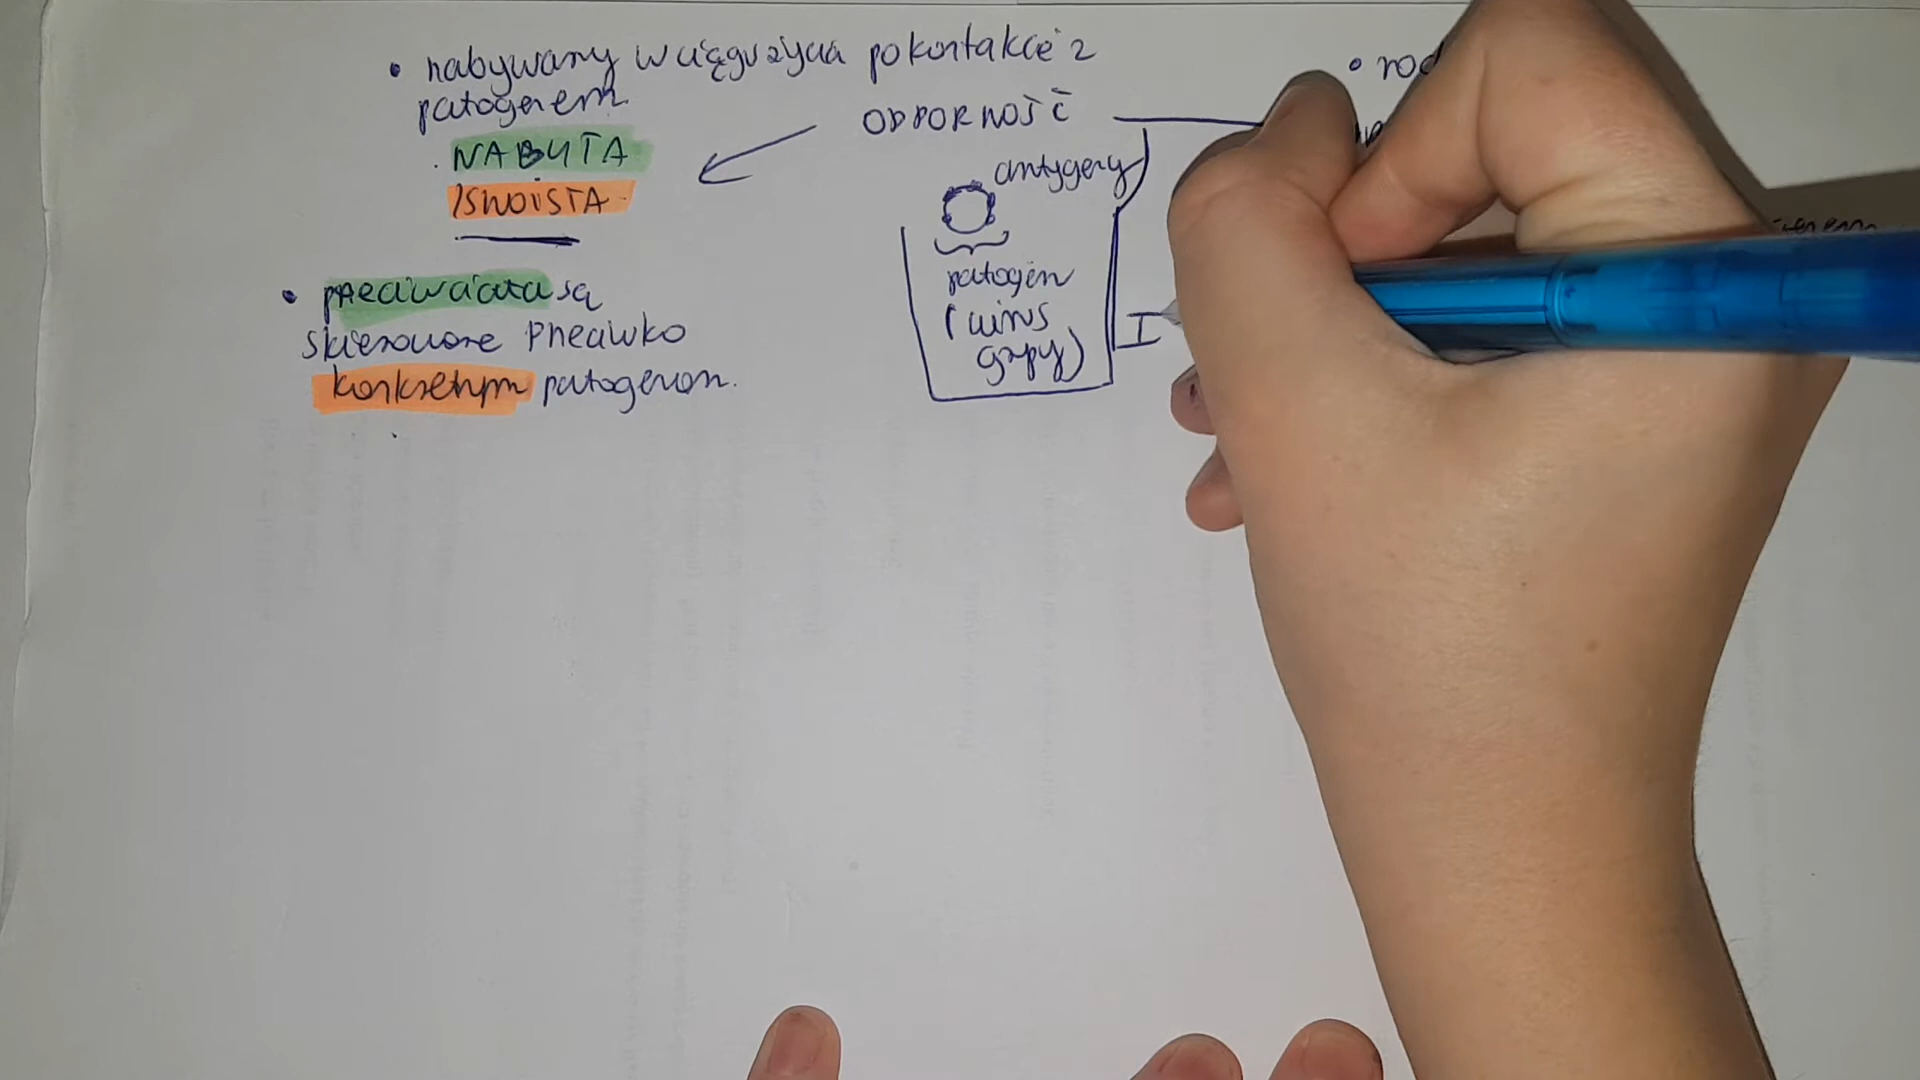 • nabywany w ciągu życia po kontakcie z
patogenem.
ODPORNOŚĆ
NABYTA
/SWOISTA
• przeciwciała są
skierowane przeciwko
konkretnym patogenom.
antygeny
patogen
(wirus
grypy)